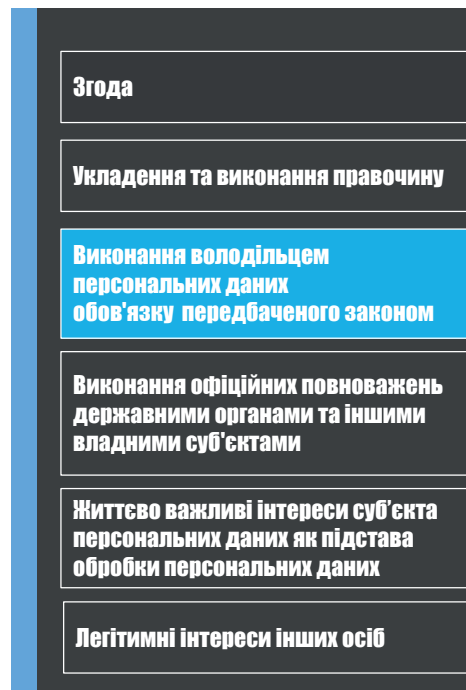 Згода
Укладення та виконання правочину
Виконання володільцем
персональних даних
обов'язку передбаченого законом
Виконання офіційних повноважень
державними органами та іншими
владними суб'єктами
Життєво важливі інтереси суб'єкта
персональних даних як підстава
обробки персональних даних
Легітимні інтереси інших осіб